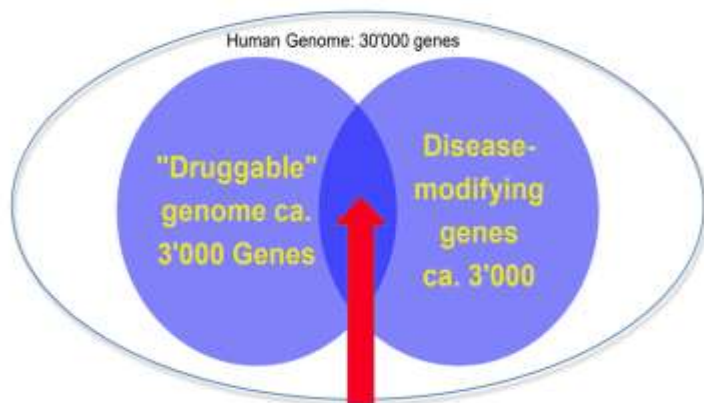 Human Genome: 30'000 genes
"Druggable"
genome ca.
3'000 Genes
Disease-
modifying
genes
ca. 3'000